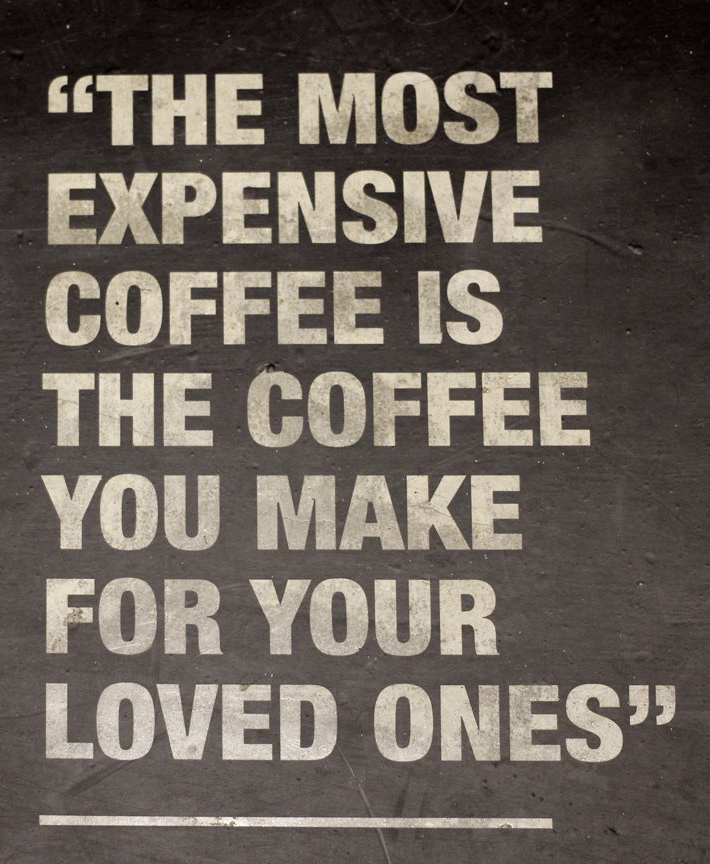 “THE MOST
EXPENSIVE
COFFEE IS
THE COFFEE
YOU MAKE
FOR YOUR
LOVED ONES”